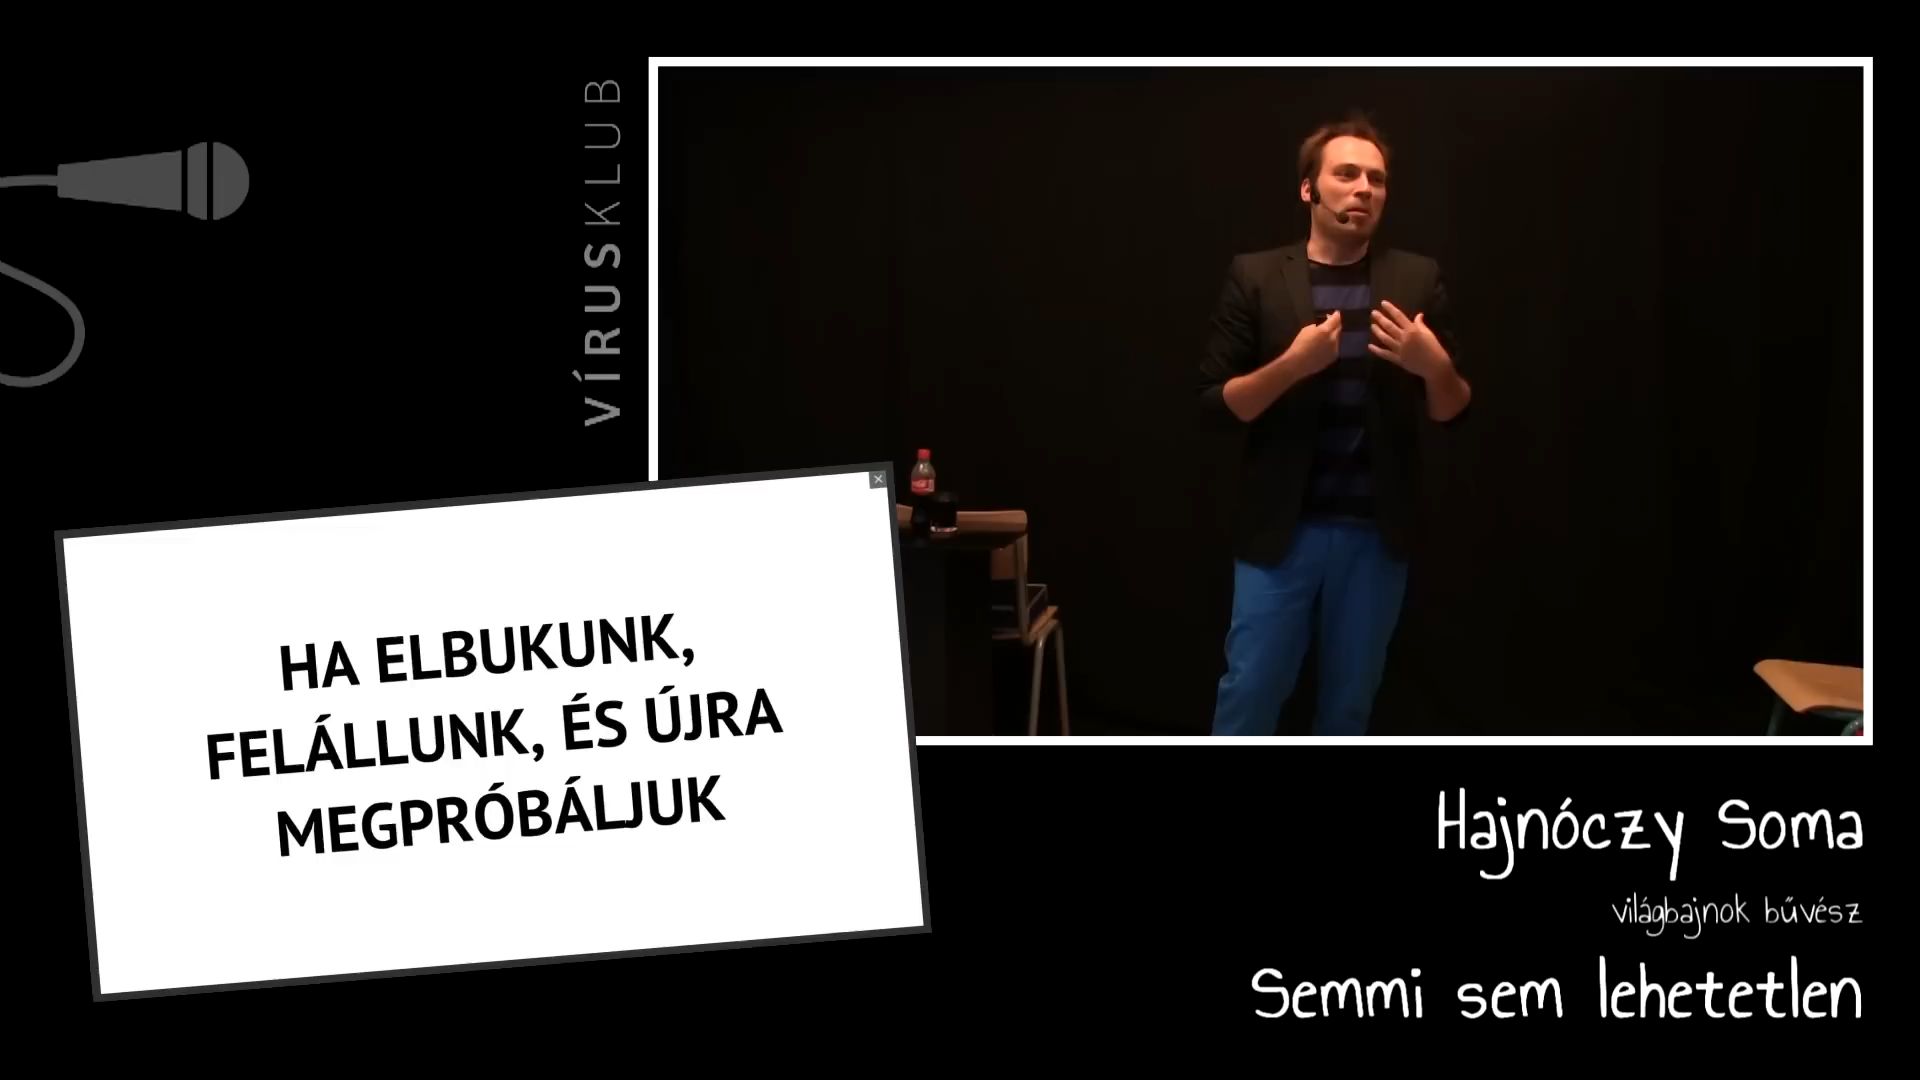 VÍRUSKLUB
HA ELBUKUNK,
FELÁLLUNK, ÉS ÚJRA
MEGPRÓBÁLJUK
Hajnóczy Soma
világbajnok bűvész
Semmi sem lehetetlen